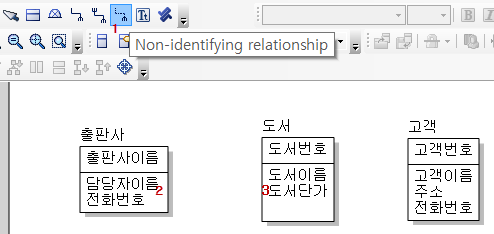 Tt
1
Non-identifying relationship
출판사
출판사이름
담당자이름
전화번호
2
도서
도서번호
도서이름
3 도서단가
고객
고객번호
고객이름
주소
전화번호